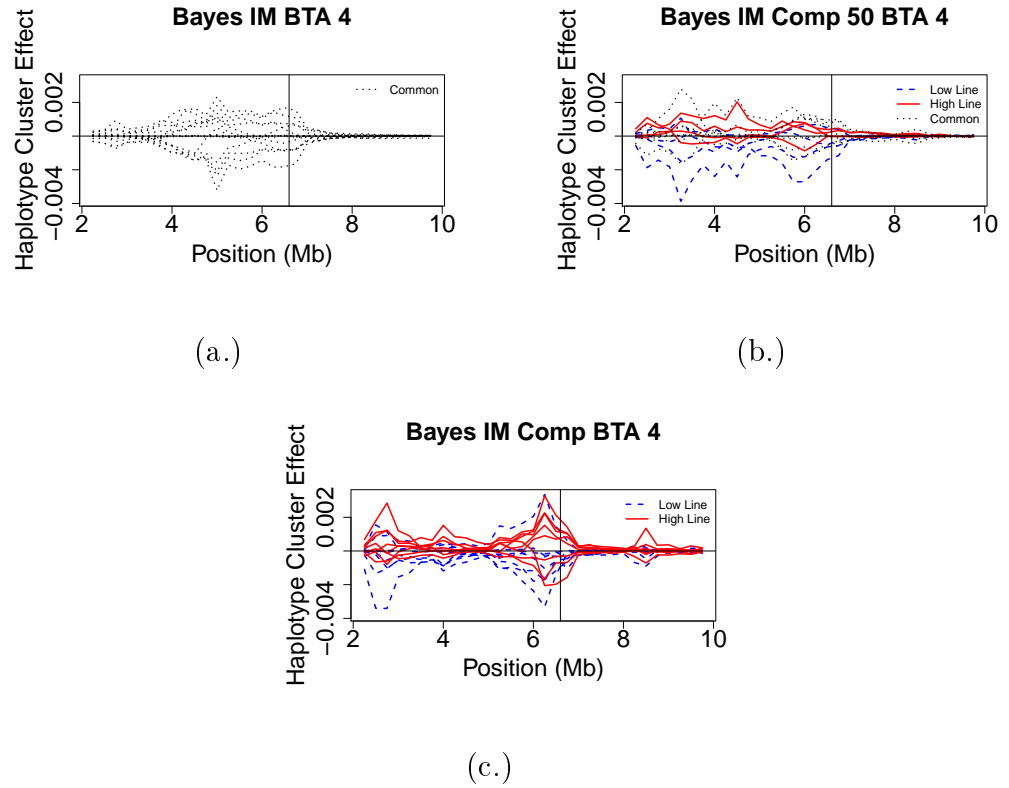 Bayes IM BTA 4
Haplotype Cluster Effect
0.002
−0.004
Common
2 4 6 8 10
Position (Mb)
(a.)
Bayes IM Comp 50 BTA 4
Haplotype Cluster Effect
0.002
−0.004
Low Line
High Line
Common
2 4 6 8 10
Position (Mb)
(b.)
Bayes IM Comp BTA 4
Haplotype Cluster Effect
0.002
−0.004
Low Line
High Line
2 4 6 8 10
Position (Mb)
(c.)